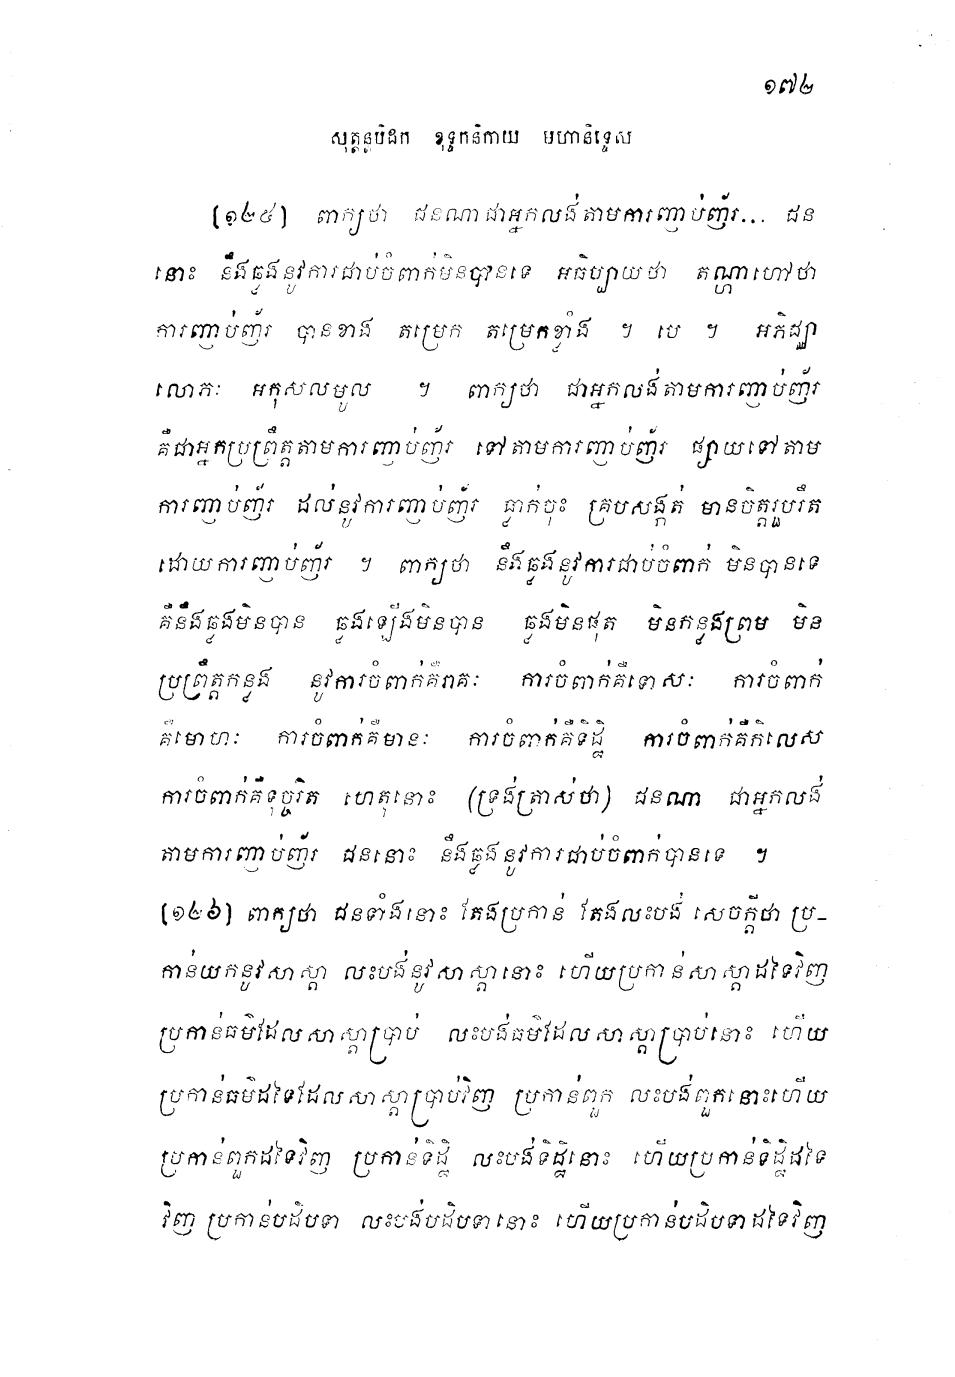 ១៧២
សុត្តន្តបិដក ខុទ្ទកនិកាយ មហានិទ្ទេស
(១២៥) ពាក្យថា ជនណាជាអ្នកលង់តាមការញាប់ញ័រ... ជន
នោះ នឹងឆ្លងនូវការជាប់ចំពាក់មិនបានទេ អធិប្បាយថា តណ្ហាហៅថា
ការញាប់ញ័រ បានខាង តម្រេក តម្រេកខ្លាំង ។ បេ ។ អភិជ្ឈា
លោភៈ អកុសលមូល ។ ពាក្យថា ជាអ្នកលង់តាមការញាប់ញ័រ
គឺជាអ្នកប្រព្រឹត្តតាមការញាប់ញ័រ ទៅតាមការញាប់ញ័រ ផ្សាយទៅតាម
ការញាប់ញ័រ ដល់នូវការញាប់ញ័រ ធ្លាក់ចុះ គ្របសង្កត់ មានចិត្តរួបរឹត
ដោយការញាប់ញ័រ ។ ពាក្យថា នឹងឆ្លងនូវការជាប់ចំពាក់ មិនបានទេ
គឺនឹងឆ្លងមិនបាន ឆ្លងឡើងមិនបាន ឆ្លងមិនផុត មិនកន្លងព្រម មិន
ប្រព្រឹត្តកន្លង នូវការចំពាក់គឺរាគៈ ការចំពាក់គឺទោសៈ ការចំពាក់
គឺមោហៈ ការចំពាក់គឺមានៈ ការចំពាក់គឺទិដ្ឋិ ការចំពាក់គឺកិលេស
ការចំពាក់គឺទុច្ចរិត ហេតុនោះ (ទ្រង់ត្រាស់ថា) ជនណា ជាអ្នកលង់
តាមការញាប់ញ័រ ជននោះ នឹងឆ្លងនូវការជាប់ចំពាក់បានទេ ។
(១២៦) ពាក្យថា ជនទាំងនោះ តែងប្រកាន់ តែងលះបង់ សេចក្តីថា ប្រ-
កាន់យកនូវសាស្តា លះបង់នូវសាស្តានោះ ហើយប្រកាន់សាស្តាដទៃវិញ
ប្រកាន់ធម៌ដែលសាស្តាប្រាប់ លះបង់ធម៌ដែលសាស្តាប្រាប់នោះ ហើយ
ប្រកាន់ធម៌ដទៃដែលសាស្តាប្រាប់វិញ ប្រកាន់ពួក លះបង់ពួកនោះហើយ
ប្រកាន់ពួកដទៃវិញ ប្រកាន់ទិដ្ឋិ លះបង់ទិដ្ឋិនោះ ហើយប្រកាន់ទិដ្ឋិដទៃ
វិញ ប្រកាន់បដិបទា លះបង់បដិបទានោះ ហើយប្រកាន់បដិបទាដទៃវិញ